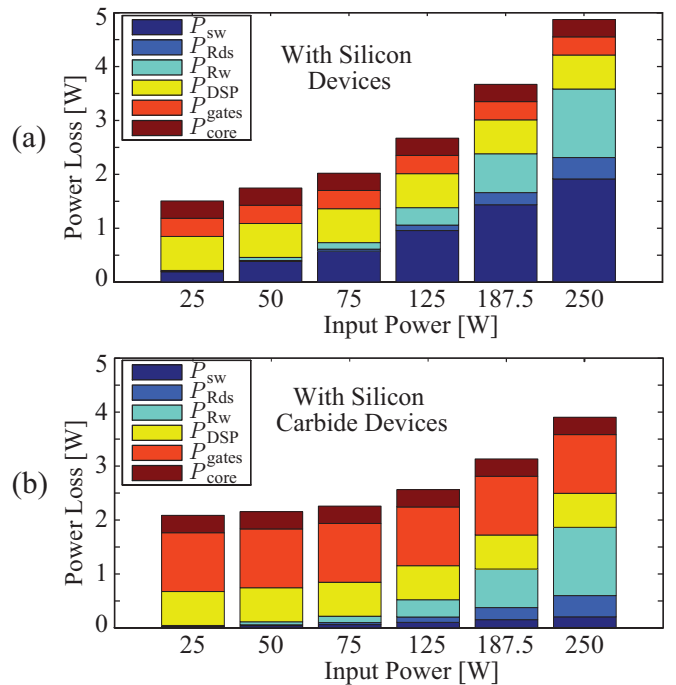 (a)
Power Loss [W]
5
4
3
2
1
0
P_sw
P_Rds
P_Rw
P_DSP
P_gates
P_core
With Silicon
Devices
25 50 75 125 187.5 250
Input Power [W]
(b)
Power Loss [W]
5
4
3
2
1
0
P_sw
P_Rds
P_Rw
P_DSP
P_gates
P_core
With Silicon
Carbide Devices
25 50 75 125 187.5 250
Input Power [W]